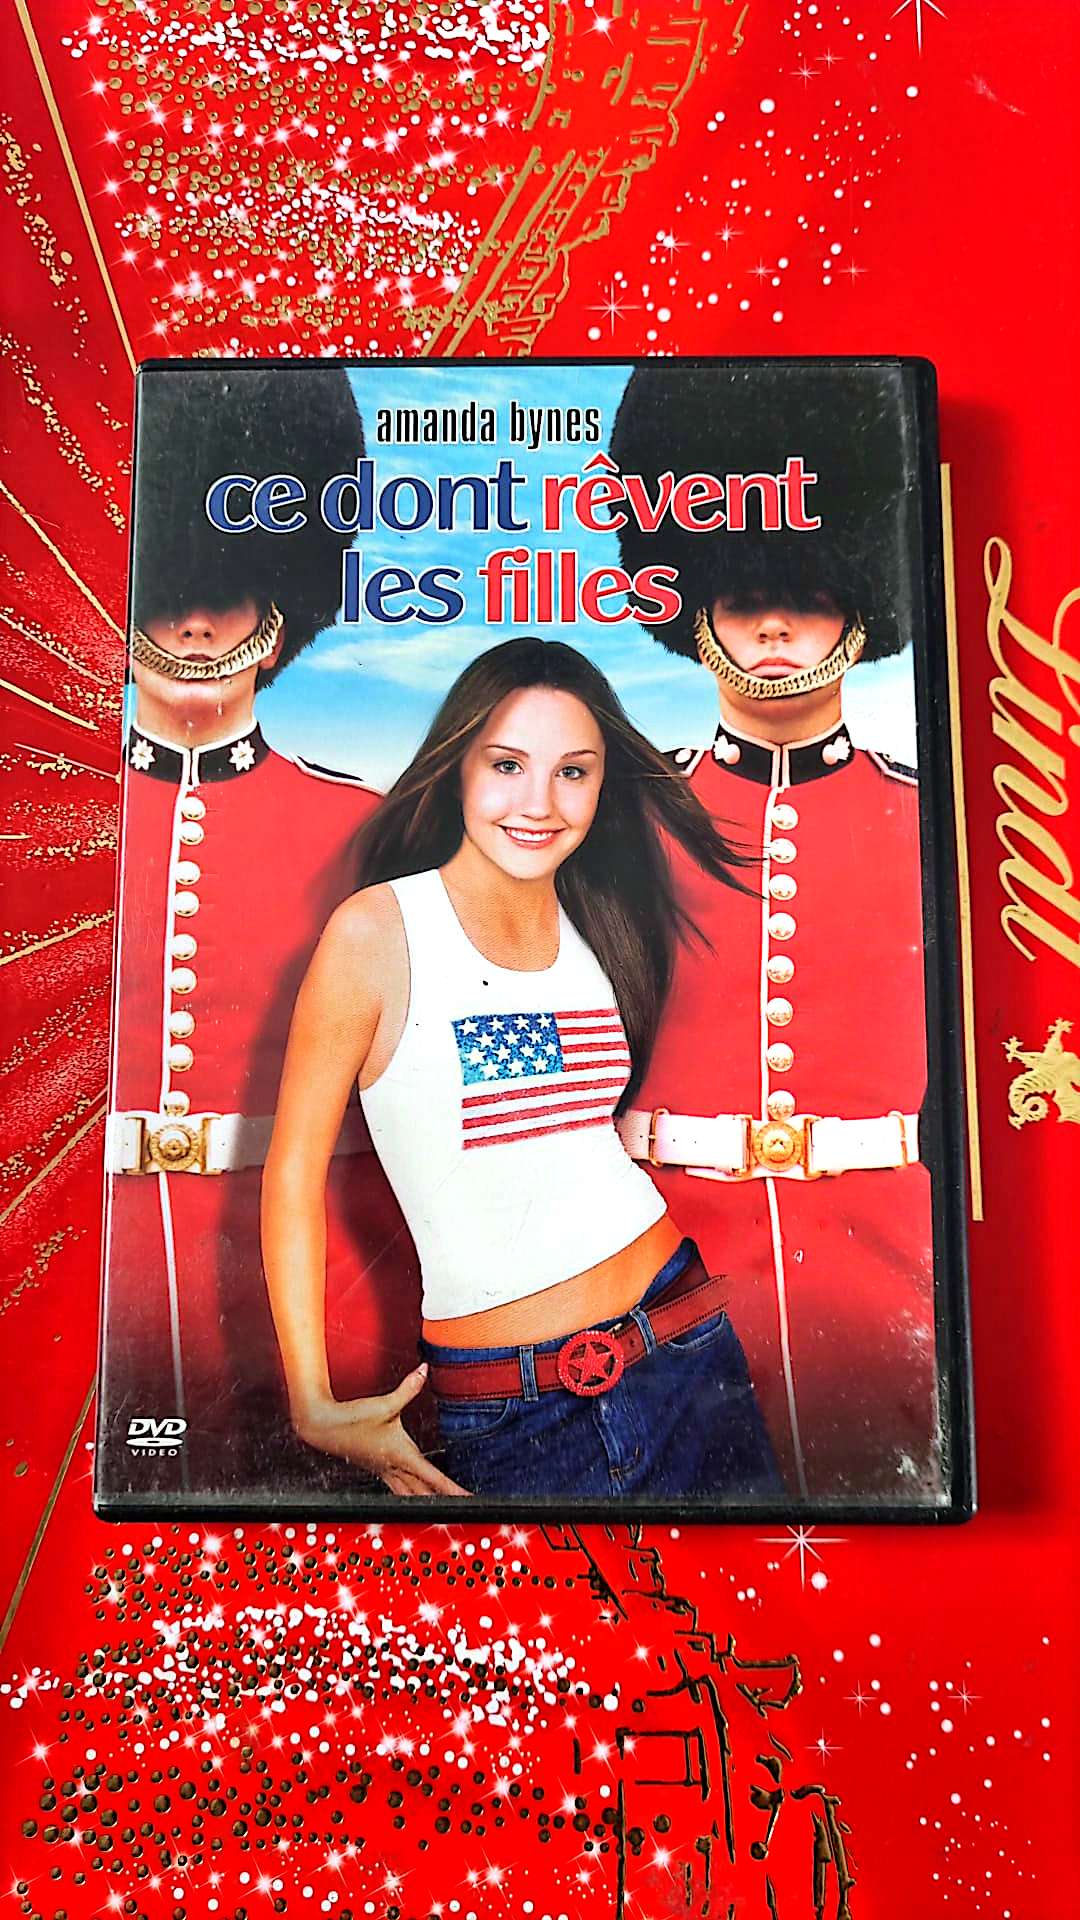 amanda bynes
ce dont rêvent
les filles
DVD
VIDEO
Lindt